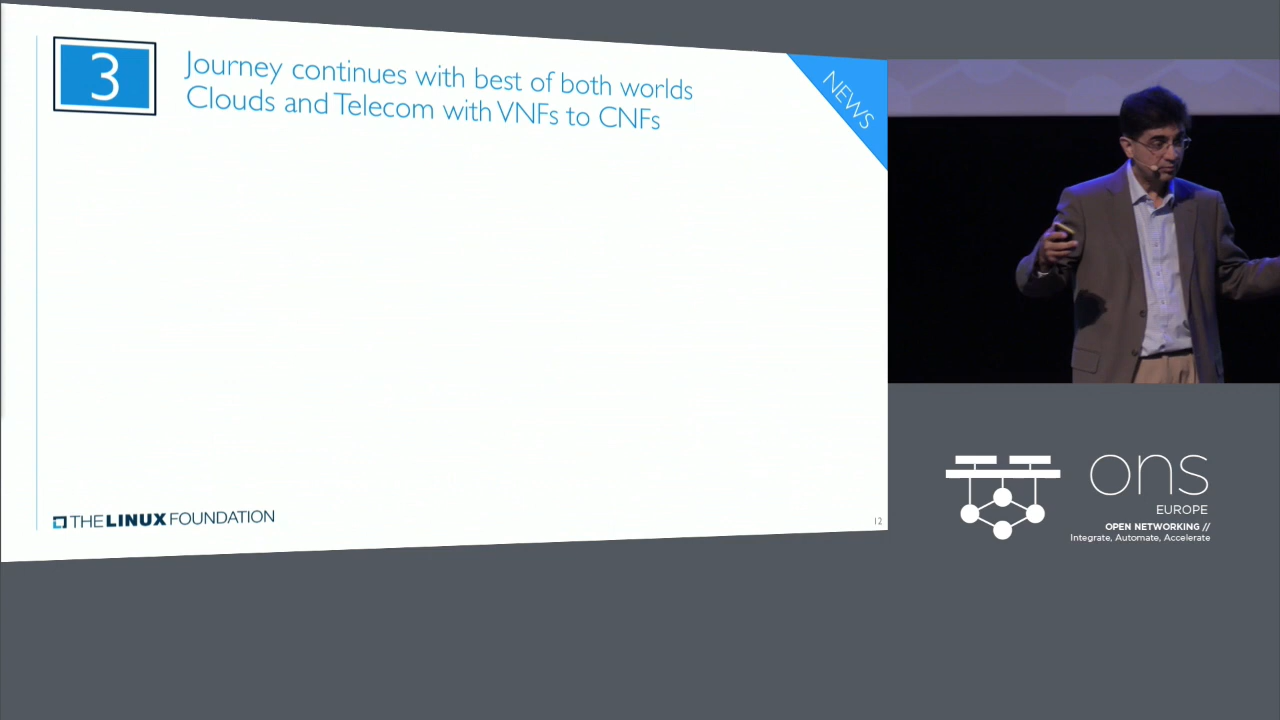 3
Journey continues with best of both worlds
Clouds and Telecom with VNFs to CNFs
NEWS
THE LINUX FOUNDATION
12
ons
EUROPE
OPEN NETWORKING //
Integrate, Automate, Accelerate